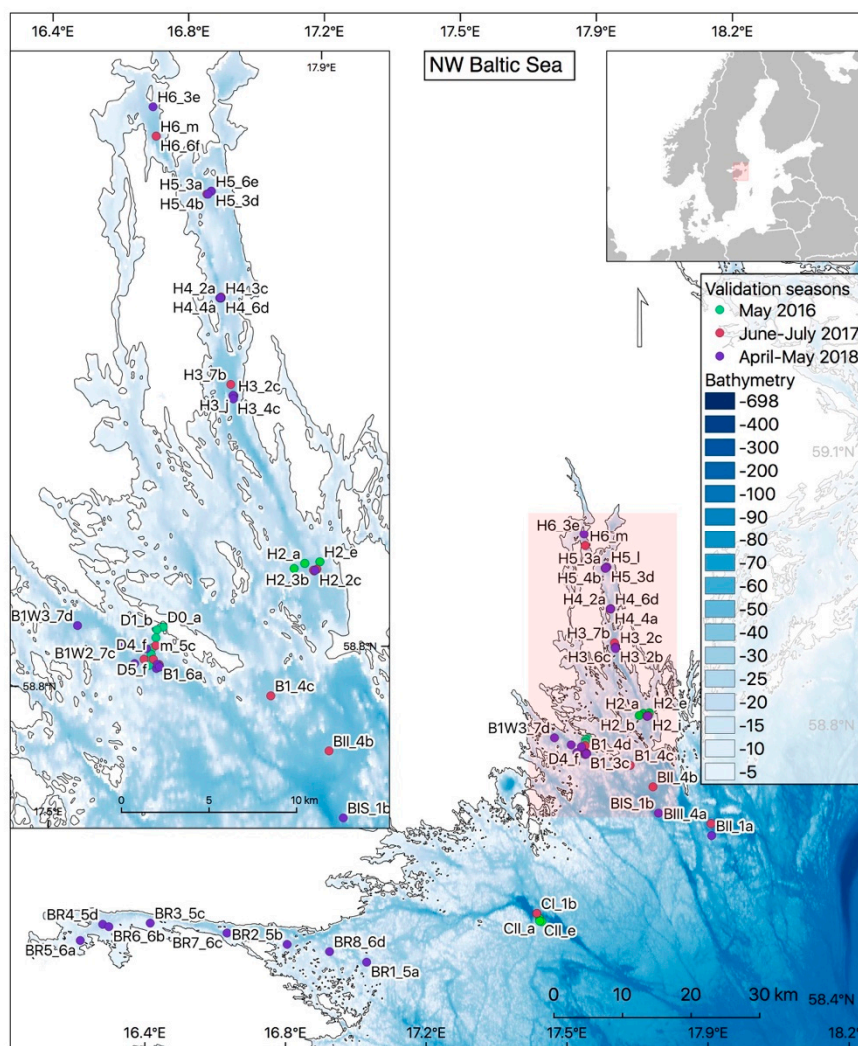 16.4°E
16.8°E
17.2°E
17.5°E
17.9°E
18.2°E
NW Baltic Sea
17.9°E
H6_3e
H6_m
H6_6f
H5_3a
H5_6e
H5_4b
H5_3d
H4_2a
H4_3c
H4_4a
H4_6d
H3_7b
H3_2c
H3_j
H3_4c
H2_a
H2_e
H2_3b
H2_2c
D1_b
D0_a
B1W3_7d
D4_f
m_5c
B1W2_7c
D5_f
B1_6a
B1_4c
58.8°N
58.8°N
BII_4b
BIS_1b
17.5°E
0 5 10 km
Validation seasons
May 2016
June-July 2017
April-May 2018
Bathymetry
-698
-400
-300
-200
-100
-90
-80
-70
-60
-50
-40
-30
-25
-20
-15
-10
-5
59.1°N
58.8°N
H6_3e
H6_m
H5_3a
H5_l
H5_4b
H5_3d
H4_2a
H4_6d
H4_4a
H3_7b
H3_2c
H3_6c
H3_2b
H2_a
H2_e
H2_b
H2_i
B1W3_7d
B1_4d
D4_f
B1_3c
B1_4c
BII_4b
BIS_1b
BIII_4a
BII_1a
CI_1b
CII_a
CII_e
BR4_5d
BR3_5c
BR6_6b
BR7_6c
BR2_5b
BR5_6a
BR8_6d
BR1_5a
0 10 20 30 km
58.4°N
16.4°E
16.8°E
17.2°E
17.5°E
17.9°E
18.2°E